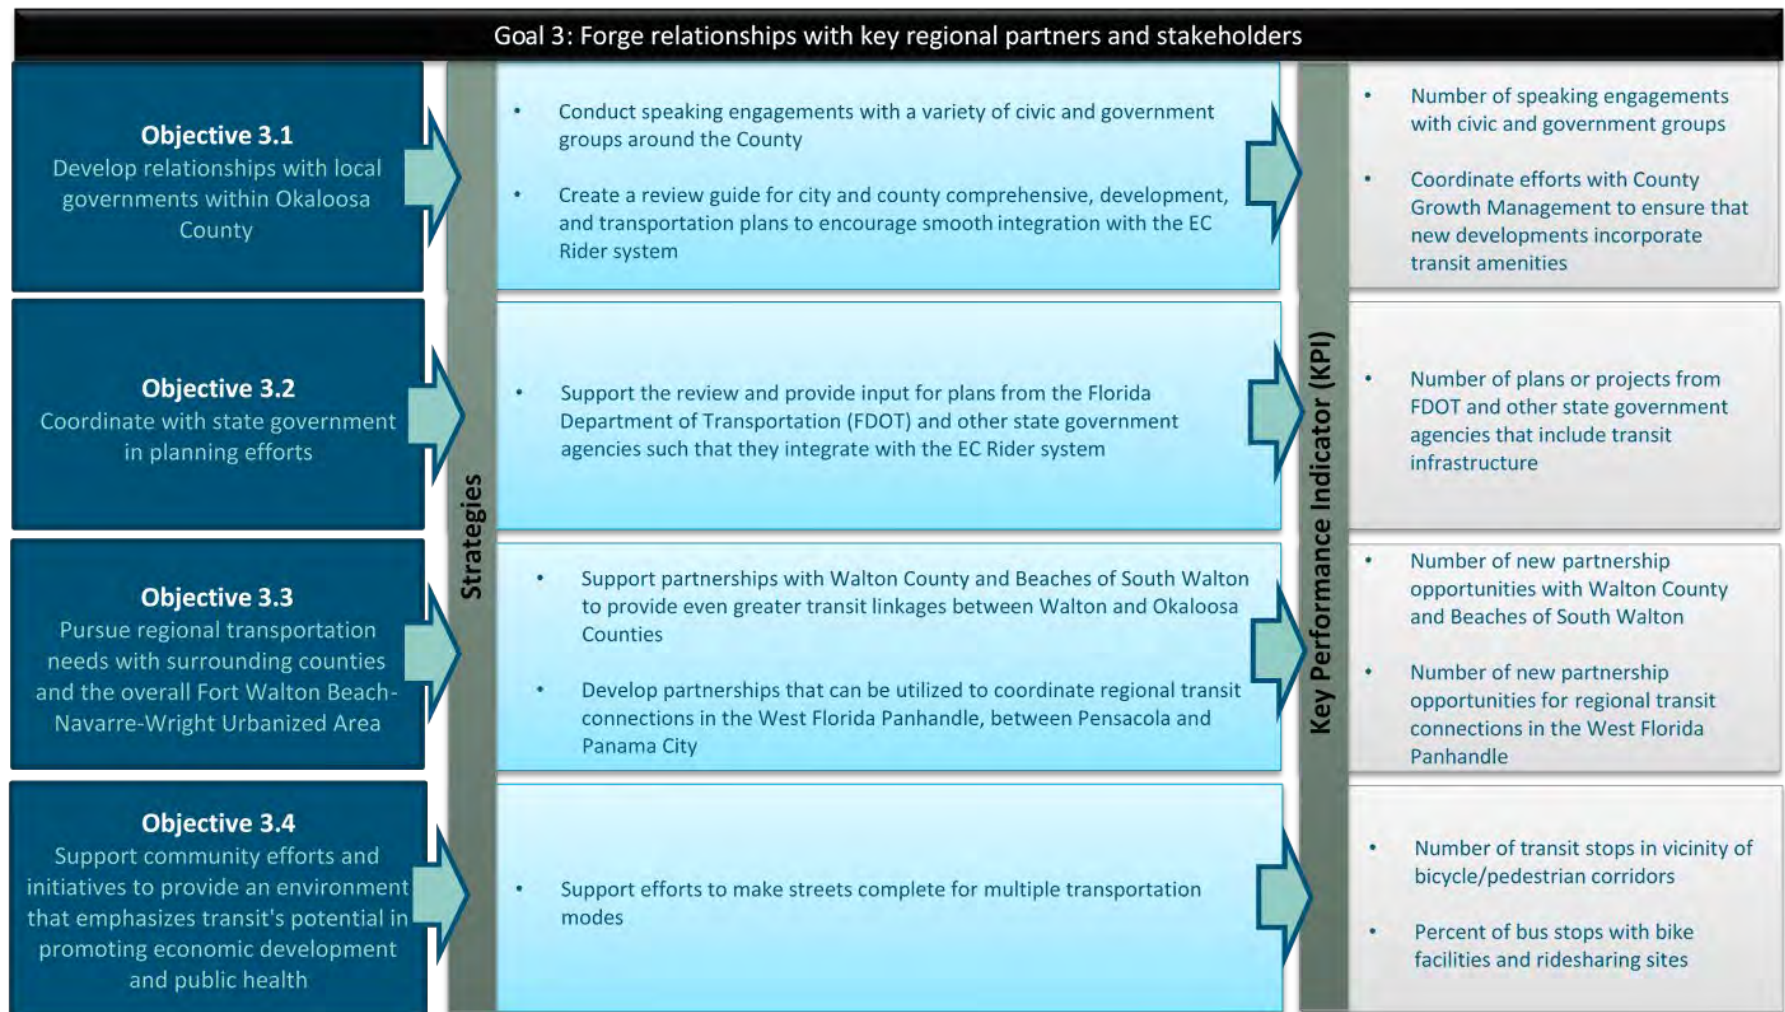 Goal 3: Forge relationships with key regional partners and stakeholders
Objective 3.1
Develop relationships with local
governments within Okaloosa
County
• Conduct speaking engagements with a variety of civic and government
groups around the County
• Create a review guide for city and county comprehensive, development,
and transportation plans to encourage smooth integration with the EC
Rider system
• Number of speaking engagements
with civic and government groups
• Coordinate efforts with County
Growth Management to ensure that
new developments incorporate
transit amenities
Strategies
Key Performance Indicator (KPI)
Objective 3.2
Coordinate with state government
in planning efforts
• Support the review and provide input for plans from the Florida
Department of Transportation (FDOT) and other state government
agencies such that they integrate with the EC Rider system
• Number of plans or projects from
FDOT and other state government
agencies that include transit
infrastructure
Objective 3.3
Pursue regional transportation
needs with surrounding counties
and the overall Fort Walton Beach-
Navarre-Wright Urbanized Area
• Support partnerships with Walton County and Beaches of South Walton
to provide even greater transit linkages between Walton and Okaloosa
Counties
• Develop partnerships that can be utilized to coordinate regional transit
connections in the West Florida Panhandle, between Pensacola and
Panama City
• Number of new partnership
opportunities with Walton County
and Beaches of South Walton
• Number of new partnership
opportunities for regional transit
connections in the West Florida
Panhandle
Objective 3.4
Support community efforts and
initiatives to provide an environment
that emphasizes transit's potential in
promoting economic development
and public health
• Support efforts to make streets complete for multiple transportation
modes
• Number of transit stops in vicinity of
bicycle/pedestrian corridors
• Percent of bus stops with bike
facilities and ridesharing sites